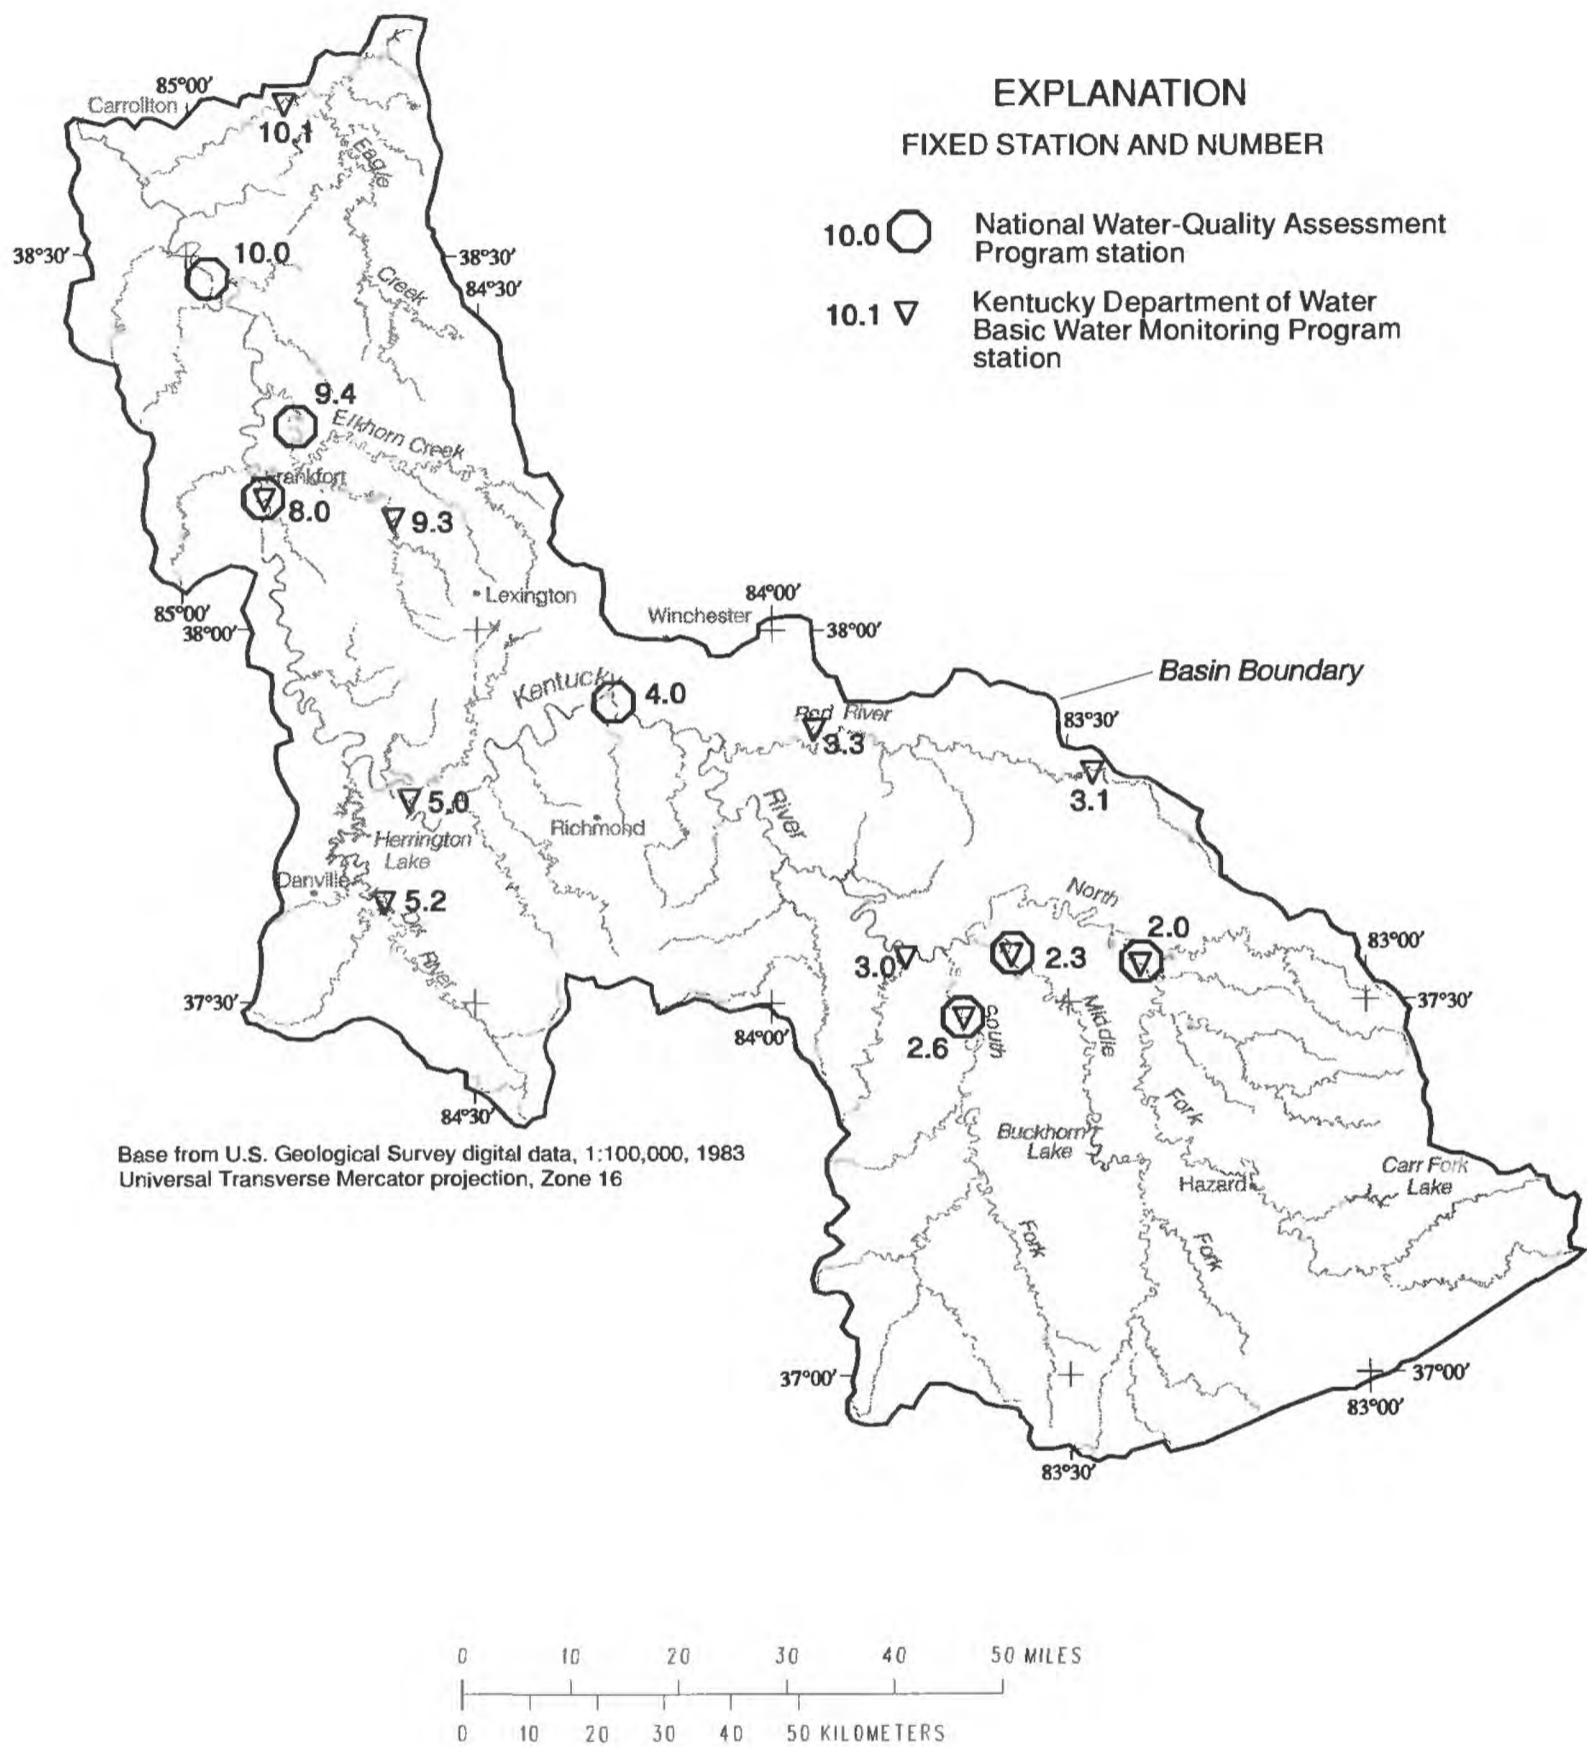 EXPLANATION
FIXED STATION AND NUMBER
10.0 National Water-Quality Assessment
Program station
10.1 Kentucky Department of Water
Basic Water Monitoring Program
station
85°00'
Carrollton
10.1
Eagle
38°30'
10.0
38°30'
Creek
84°30'
9.4
Elkhorn Creek
Frankfort
8.0
9.3
Lexington
85°00'
38°00'
Winchester
84°00'
38°00'
Basin Boundary
Kentucky
4.0
Red River
3.3
83°30'
3.1
5.0
River
Richmond
Herrington
Lake
Danville
5.2
River
North
2.0
83°00'
3.0
2.3
37°30'
37°30'
84°00'
2.6
South
Middle
84°30'
Fork
Buckhorn
Lake
Hazard
Carr Fork
Lake
Base from U.S. Geological Survey digital data, 1:100,000, 1983
Universal Transverse Mercator projection, Zone 16
Fork
Fork
37°00'
37°00'
83°00'
83°30'
0 10 20 30 40 50 MILES
0 10 20 30 40 50 KILOMETERS